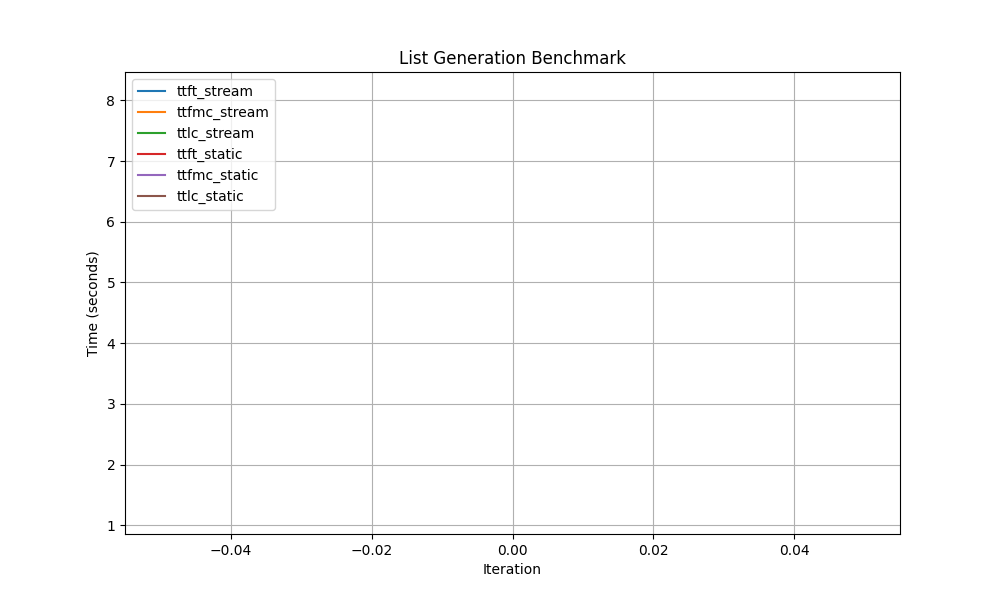 List Generation Benchmark
ttft_stream
ttfmc_stream
ttlc_stream
ttft_static
ttfmc_static
ttlc_static
8
7
6
5
4
3
2
1
Time (seconds)
−0.04 −0.02 0.00 0.02 0.04
Iteration